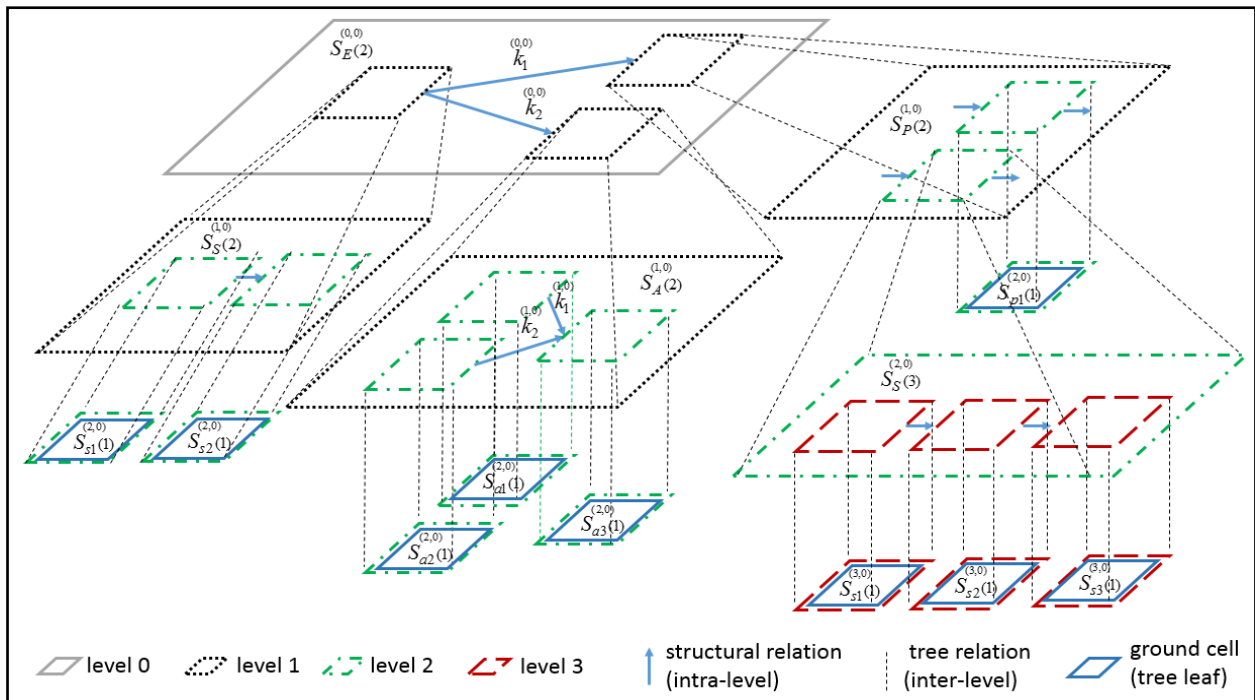 (0,0)
S_E(2)
(0,0)
k_1
(0,0)
k_2
(1,0)
S_P(2)
(1,0)
S_S(2)
(1,0)
S_A(2)
(1,0)
k_1
(1,0)
k_2
(2,0)
S_p1(1)
(2,0)
S_S(3)
(2,0)
S_s1(1)
(2,0)
S_s2(1)
(2,0)
S_a1(1)
(2,0)
S_a2(1)
(2,0)
S_a3(1)
(3,0)
S_s1(1)
(3,0)
S_s2(1)
(3,0)
S_s3(1)
level 0
level 1
level 2
level 3
structural relation
(intra-level)
tree relation
(inter-level)
ground cell
(tree leaf)